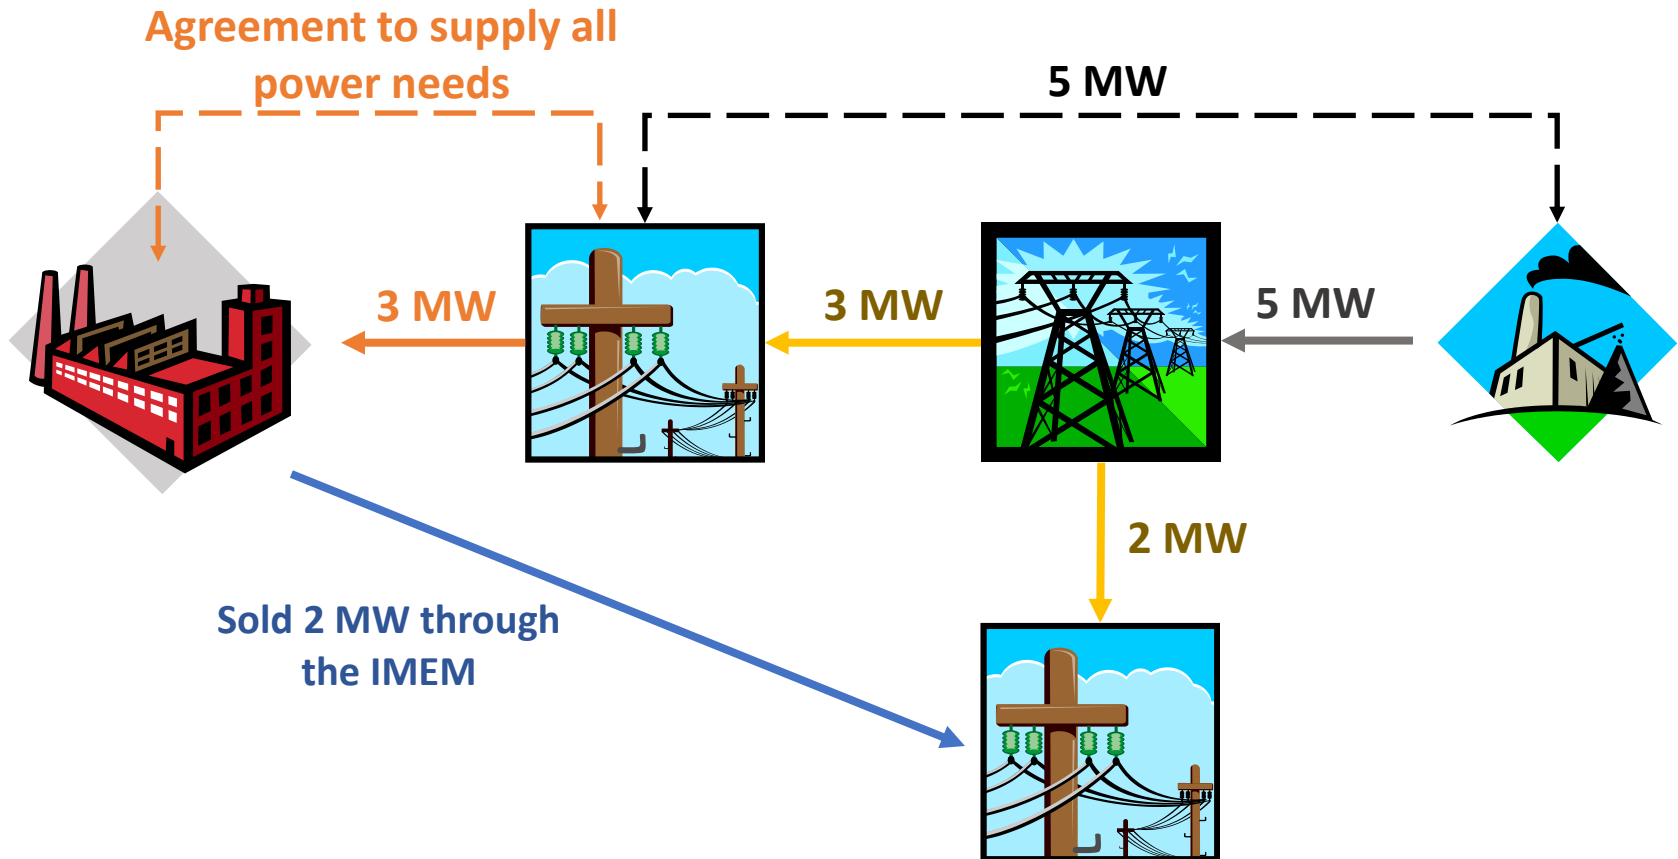 Agreement to supply all
power needs
5 MW
3 MW
3 MW
5 MW
2 MW
Sold 2 MW through
the IMEM